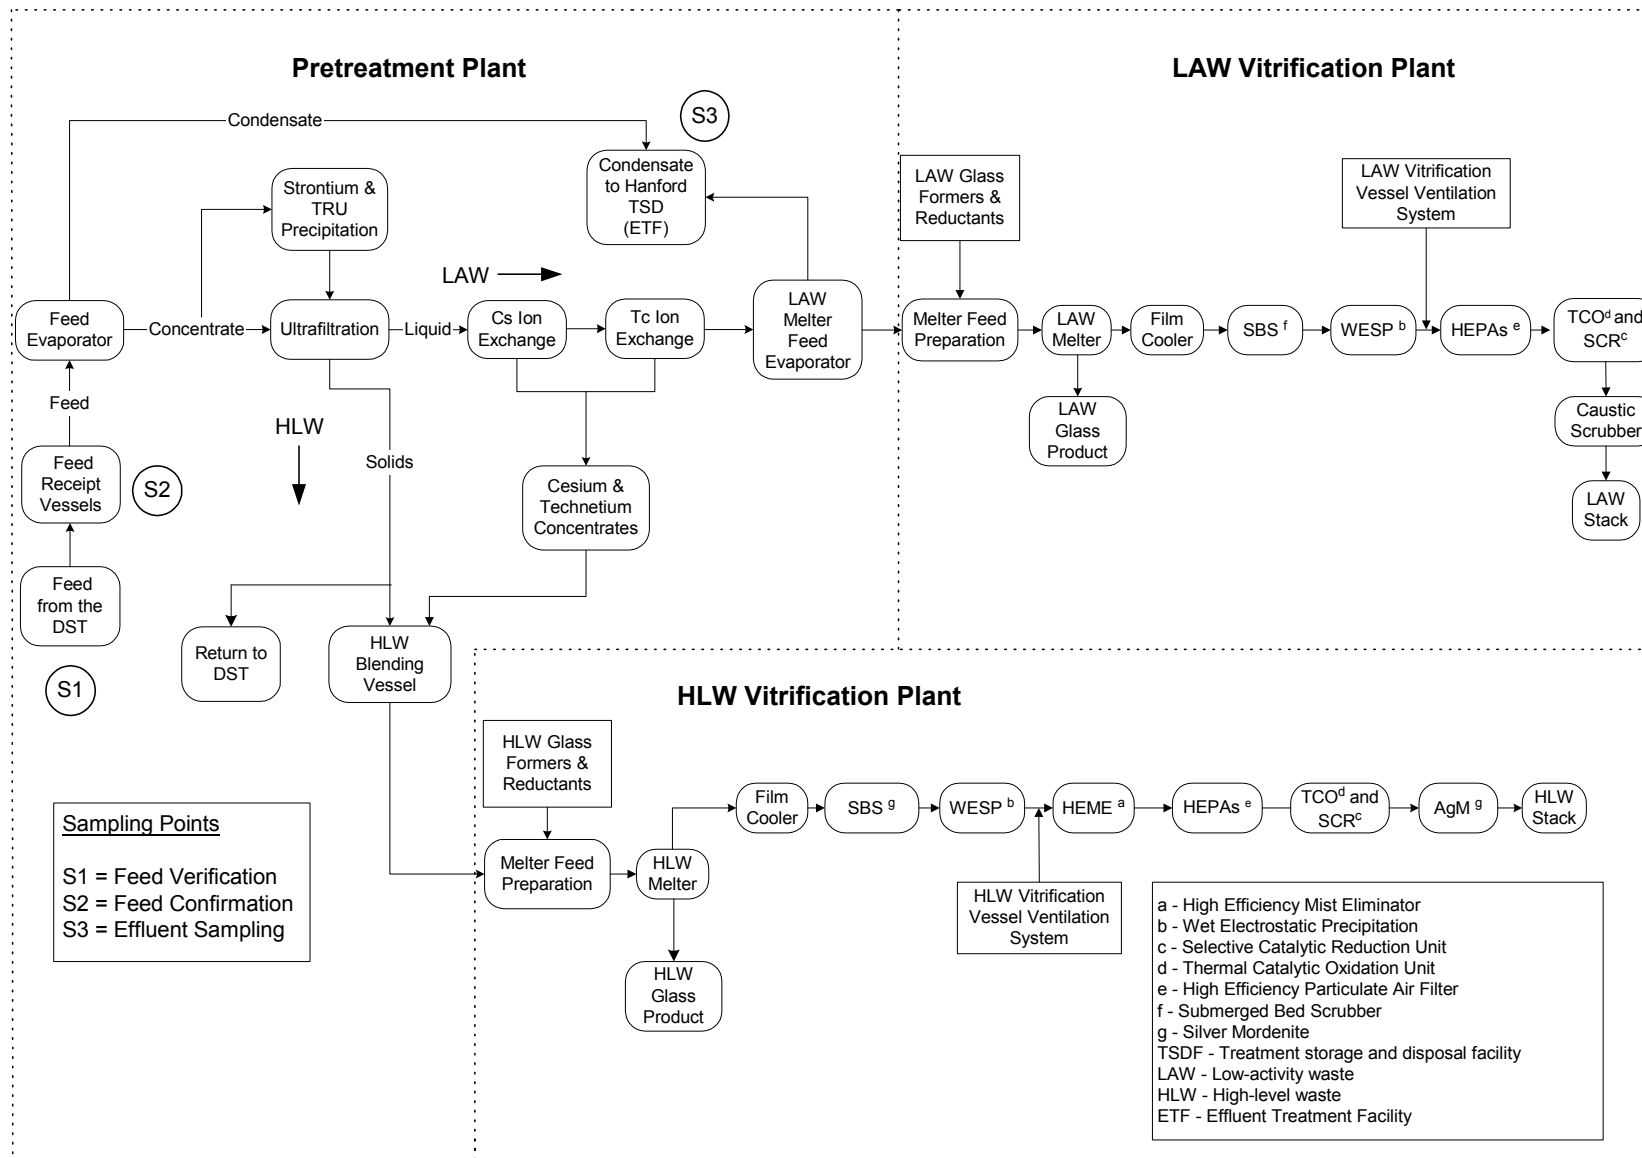 Pretreatment Plant
Condensate
S3
Condensate
to Hanford
TSD
(ETF)
Strontium &
TRU
Precipitation
LAW
Feed
Evaporator
Concentrate
Ultrafiltration
Liquid
Cs Ion
Exchange
Tc Ion
Exchange
LAW
Melter
Feed
Evaporator
Feed
HLW
Solids
Feed
Receipt
Vessels
S2
Cesium &
Technetium
Concentrates
Feed
from the
DST
S1
Return to
DST
HLW
Blending
Vessel
Sampling Points
S1 = Feed Verification
S2 = Feed Confirmation
S3 = Effluent Sampling
LAW Vitrification Plant
LAW Glass
Formers &
Reductants
LAW Vitrification
Vessel Ventilation
System
Melter Feed
Preparation
LAW
Melter
Film
Cooler
SBS f
WESP b
HEPAs e
TCOd and
SCRc
LAW
Glass
Product
Caustic
Scrubber
LAW
Stack
HLW Vitrification Plant
HLW Glass
Formers &
Reductants
Film
Cooler
SBS g
WESP b
HEME a
HEPAs e
TCOd and
SCRc
AgM g
HLW
Stack
Melter Feed
Preparation
HLW
Melter
HLW Vitrification
Vessel Ventilation
System
HLW
Glass
Product
a - High Efficiency Mist Eliminator
b - Wet Electrostatic Precipitation
c - Selective Catalytic Reduction Unit
d - Thermal Catalytic Oxidation Unit
e - High Efficiency Particulate Air Filter
f - Submerged Bed Scrubber
g - Silver Mordenite
TSDF - Treatment storage and disposal facility
LAW - Low-activity waste
HLW - High-level waste
ETF - Effluent Treatment Facility